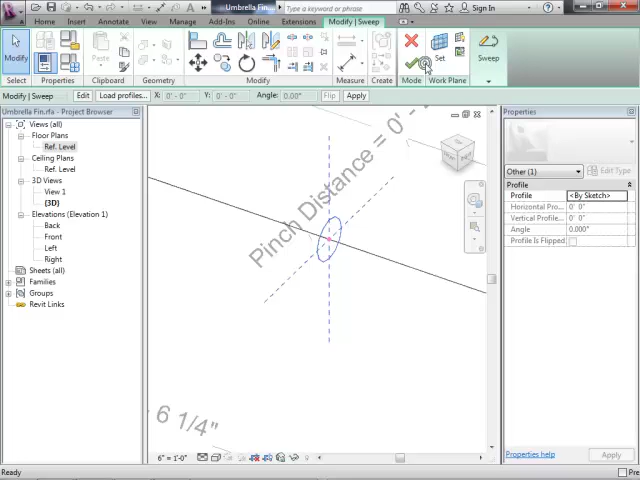 Umbrella Fin...
Type a keyword or phrase
Sign In
Create
Insert
Annotate
View
Manage
Add-Ins
Online
Extensions
Modify | Sweep
Modify
Paste
Set
Sweep
Select
Properties
Clipboard
Geometry
Modify
Measure
Create
Mode
Work Plane
Modify | Sweep
Edit
Load profiles...
X: 0' - 0"
Y: 0' - 0"
Angle: 0.00°
Flip
Apply
Umbrella Fin.rfa - Project Browser
Views (all)
Floor Plans
Ref. Level
Ceiling Plans
Ref. Level
3D Views
View 1
{3D}
Elevations (Elevation 1)
Back
Front
Left
Right
Sheets (all)
Families
Groups
Revit Links
Pinch Distance = 0' -
6 1/4"
Properties
Other (1)
Edit Type
Profile
Profile <By Sketch>
Horizontal Pro... 0' 0"
Vertical Profile... 0' 0"
Angle 0.000°
Profile Is Flipped
Properties help
Apply
6" = 1'-0"
Ready
Pre